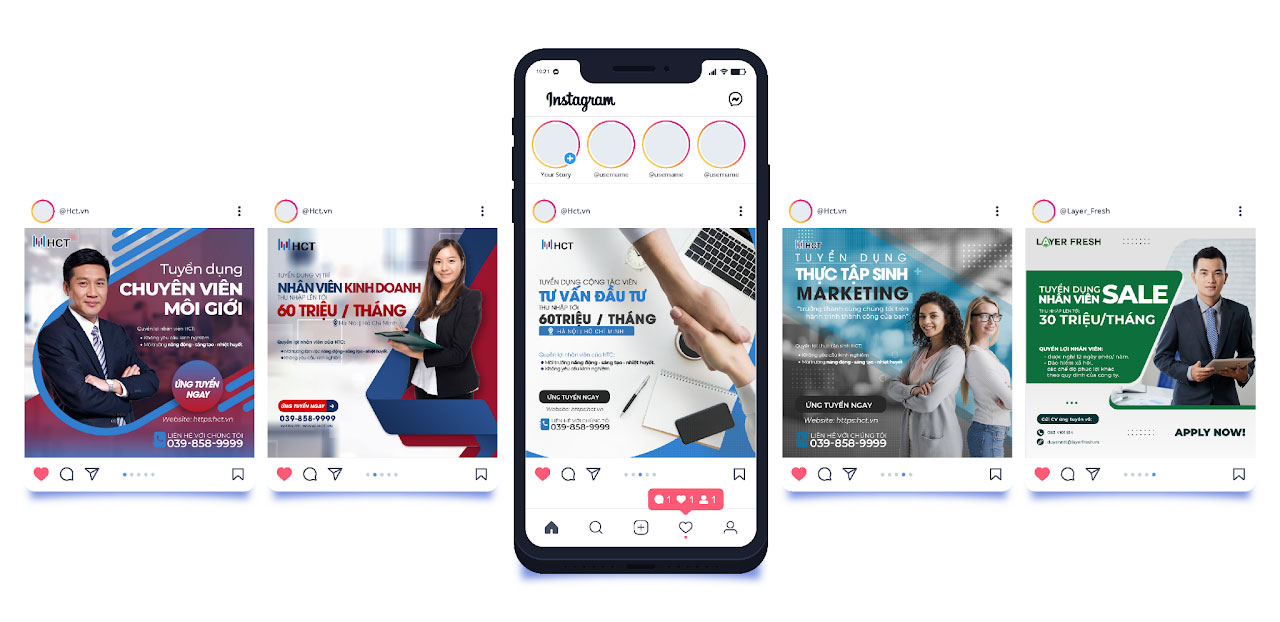 @Hct.vn
HCT
Tuyển dụng
CHUYÊN VIÊN
MÔI GIỚI
Quyền lợi nhân viên HCT:
• Không yêu cầu kinh nghiệm
• Môi trường năng động - sáng tạo - nhiệt huyết.
ỨNG TUYỂN
NGAY
Website: https:hct.vn
LIÊN HỆ VỚI CHÚNG TÔI
039-858-9999
@Hct.vn
HCT
TUYỂN DỤNG VỊ TRÍ
NHÂN VIÊN KINH DOANH
THU NHẬP LÊN TỚI
60 TRIỆU / THÁNG
Hà Nội | Hồ Chí Minh
Quyền lợi nhân viên của HTC:
năng động - sáng tạo - nhiệt huyết.
Không yêu cầu kinh nghiệm
ỨNG TUYỂN NGAY
039-858-9999
Instagram
Your Story
@username
@username
@username
@Hct.vn
HCT
TUYỂN DỤNG CỘNG TÁC VIÊN
TƯ VẤN ĐẦU TƯ
THU NHẬP TỚI
60TRIỆU / THÁNG
HÀ NỘI | HỒ CHÍ MINH
Quyền lợi nhân viên của HTC:
• Môi trường năng động - sáng tạo - nhiệt huyết.
• Không yêu cầu kinh nghiệm
ỨNG TUYỂN NGAY
Website: https:hct.vn
LIÊN HỆ VỚI CHÚNG TÔI
039-858-9999
1 1 1
@Hct.vn
HCT
TUYỂN DỤNG
THỰC TẬP SINH
MARKETING
"trưởng thành cùng chúng tôi trên
hành trình thành công của bạn"
Quyền lợi thực tập sinh HCT:
• Không yêu cầu kinh nghiệm.
• Môi trường năng động - sáng tạo - nhiệt huyết.
ỨNG TUYỂN NGAY
Website: https:hct.vn
LIÊN HỆ VỚI CHÚNG TÔI
039-858-9999
@Layer_Fresh
LAYER FRESH
TUYỂN DỤNG
NHÂN VIÊN SALE
THU NHẬP LÊN TỚI:
30 TRIỆU/THÁNG
QUYỀN LỢI NHÂN VIÊN:
- được nghỉ 12 ngày phép/ năm.
- Bảo hiểm xã hội.
các chế độ phúc lợi khác
theo quy định của công ty.
Gửi CV ứng tuyển về:
APPLY NOW!